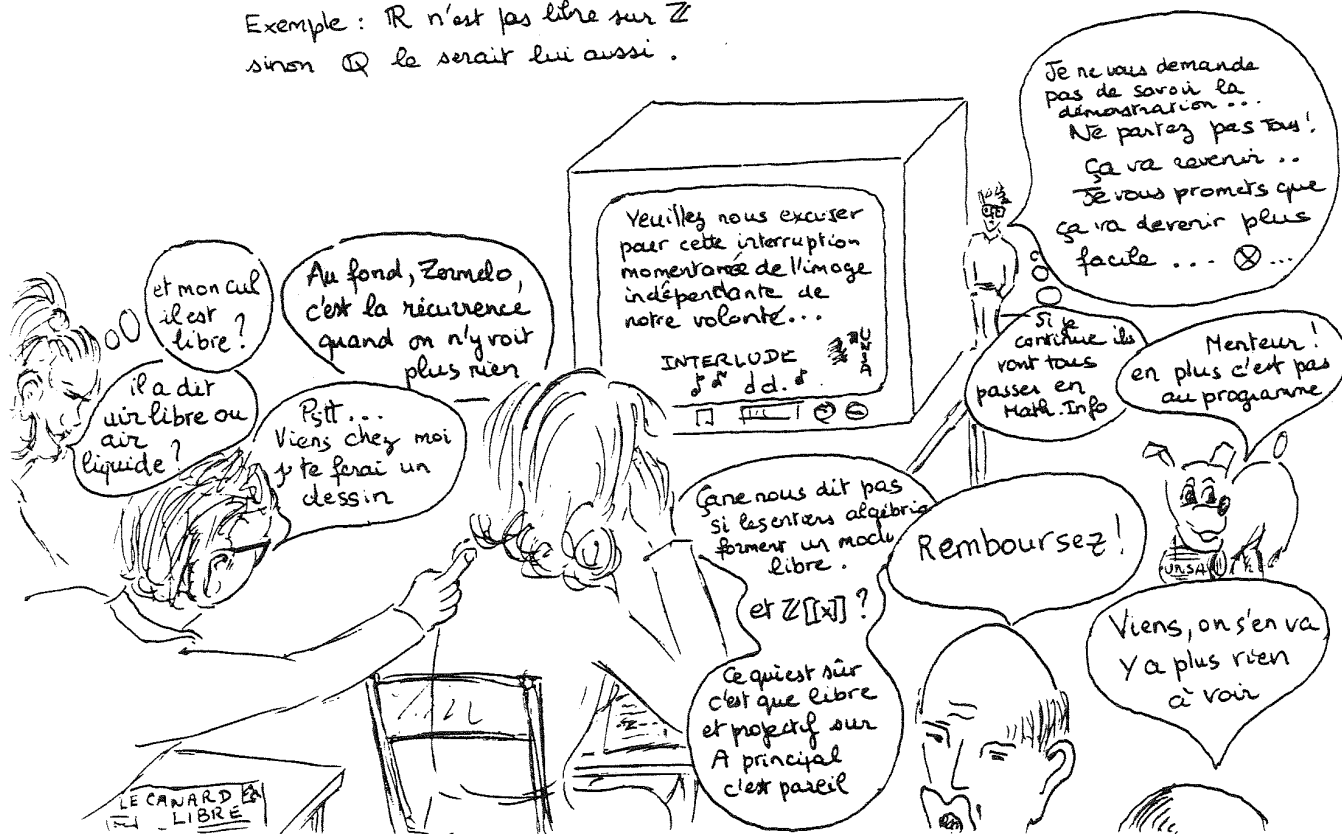 Exemple : ℝ n'est pas libre sur ℤ
sinon ℚ le serait lui aussi .
Je ne vous demande
pas de savoir la
démonstration ...
Ne partez pas Tous !
ça va revenir ..
Je vous promets que
ça va devenir plus
facile ... ⊗ ...
Veuillez nous excuser
pour cette interruption
momentanée de l'image
indépendante de
notre volonté...
INTERLUDE
et mon cul
il est
libre ?
Au fond, Zermelo,
c'est la récurrence
quand on n'y voit
plus rien
il a dit
air libre ou
air
liquide ?
Pstt ...
Viens chez moi
je te ferai un
dessin
Si je
continue ils
vont tous
passer en
Math. Info
Menteur !
en plus c'est pas
au programme
Ça ne nous dit pas
si les entiers algébriq
forment un modu
libre .
et ℤ[[x]] ?
Ce qui est sûr
c'est que libre
et projectif sur
A principal
c'est pareil
Remboursez !
URSA
Viens, on s'en va
Y a plus rien
à voir
LE CANARD
LIBRE